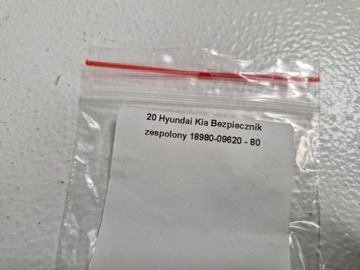 20 Hyundai Kia Bezpiecznik
zespolony 18980-09620 - 80